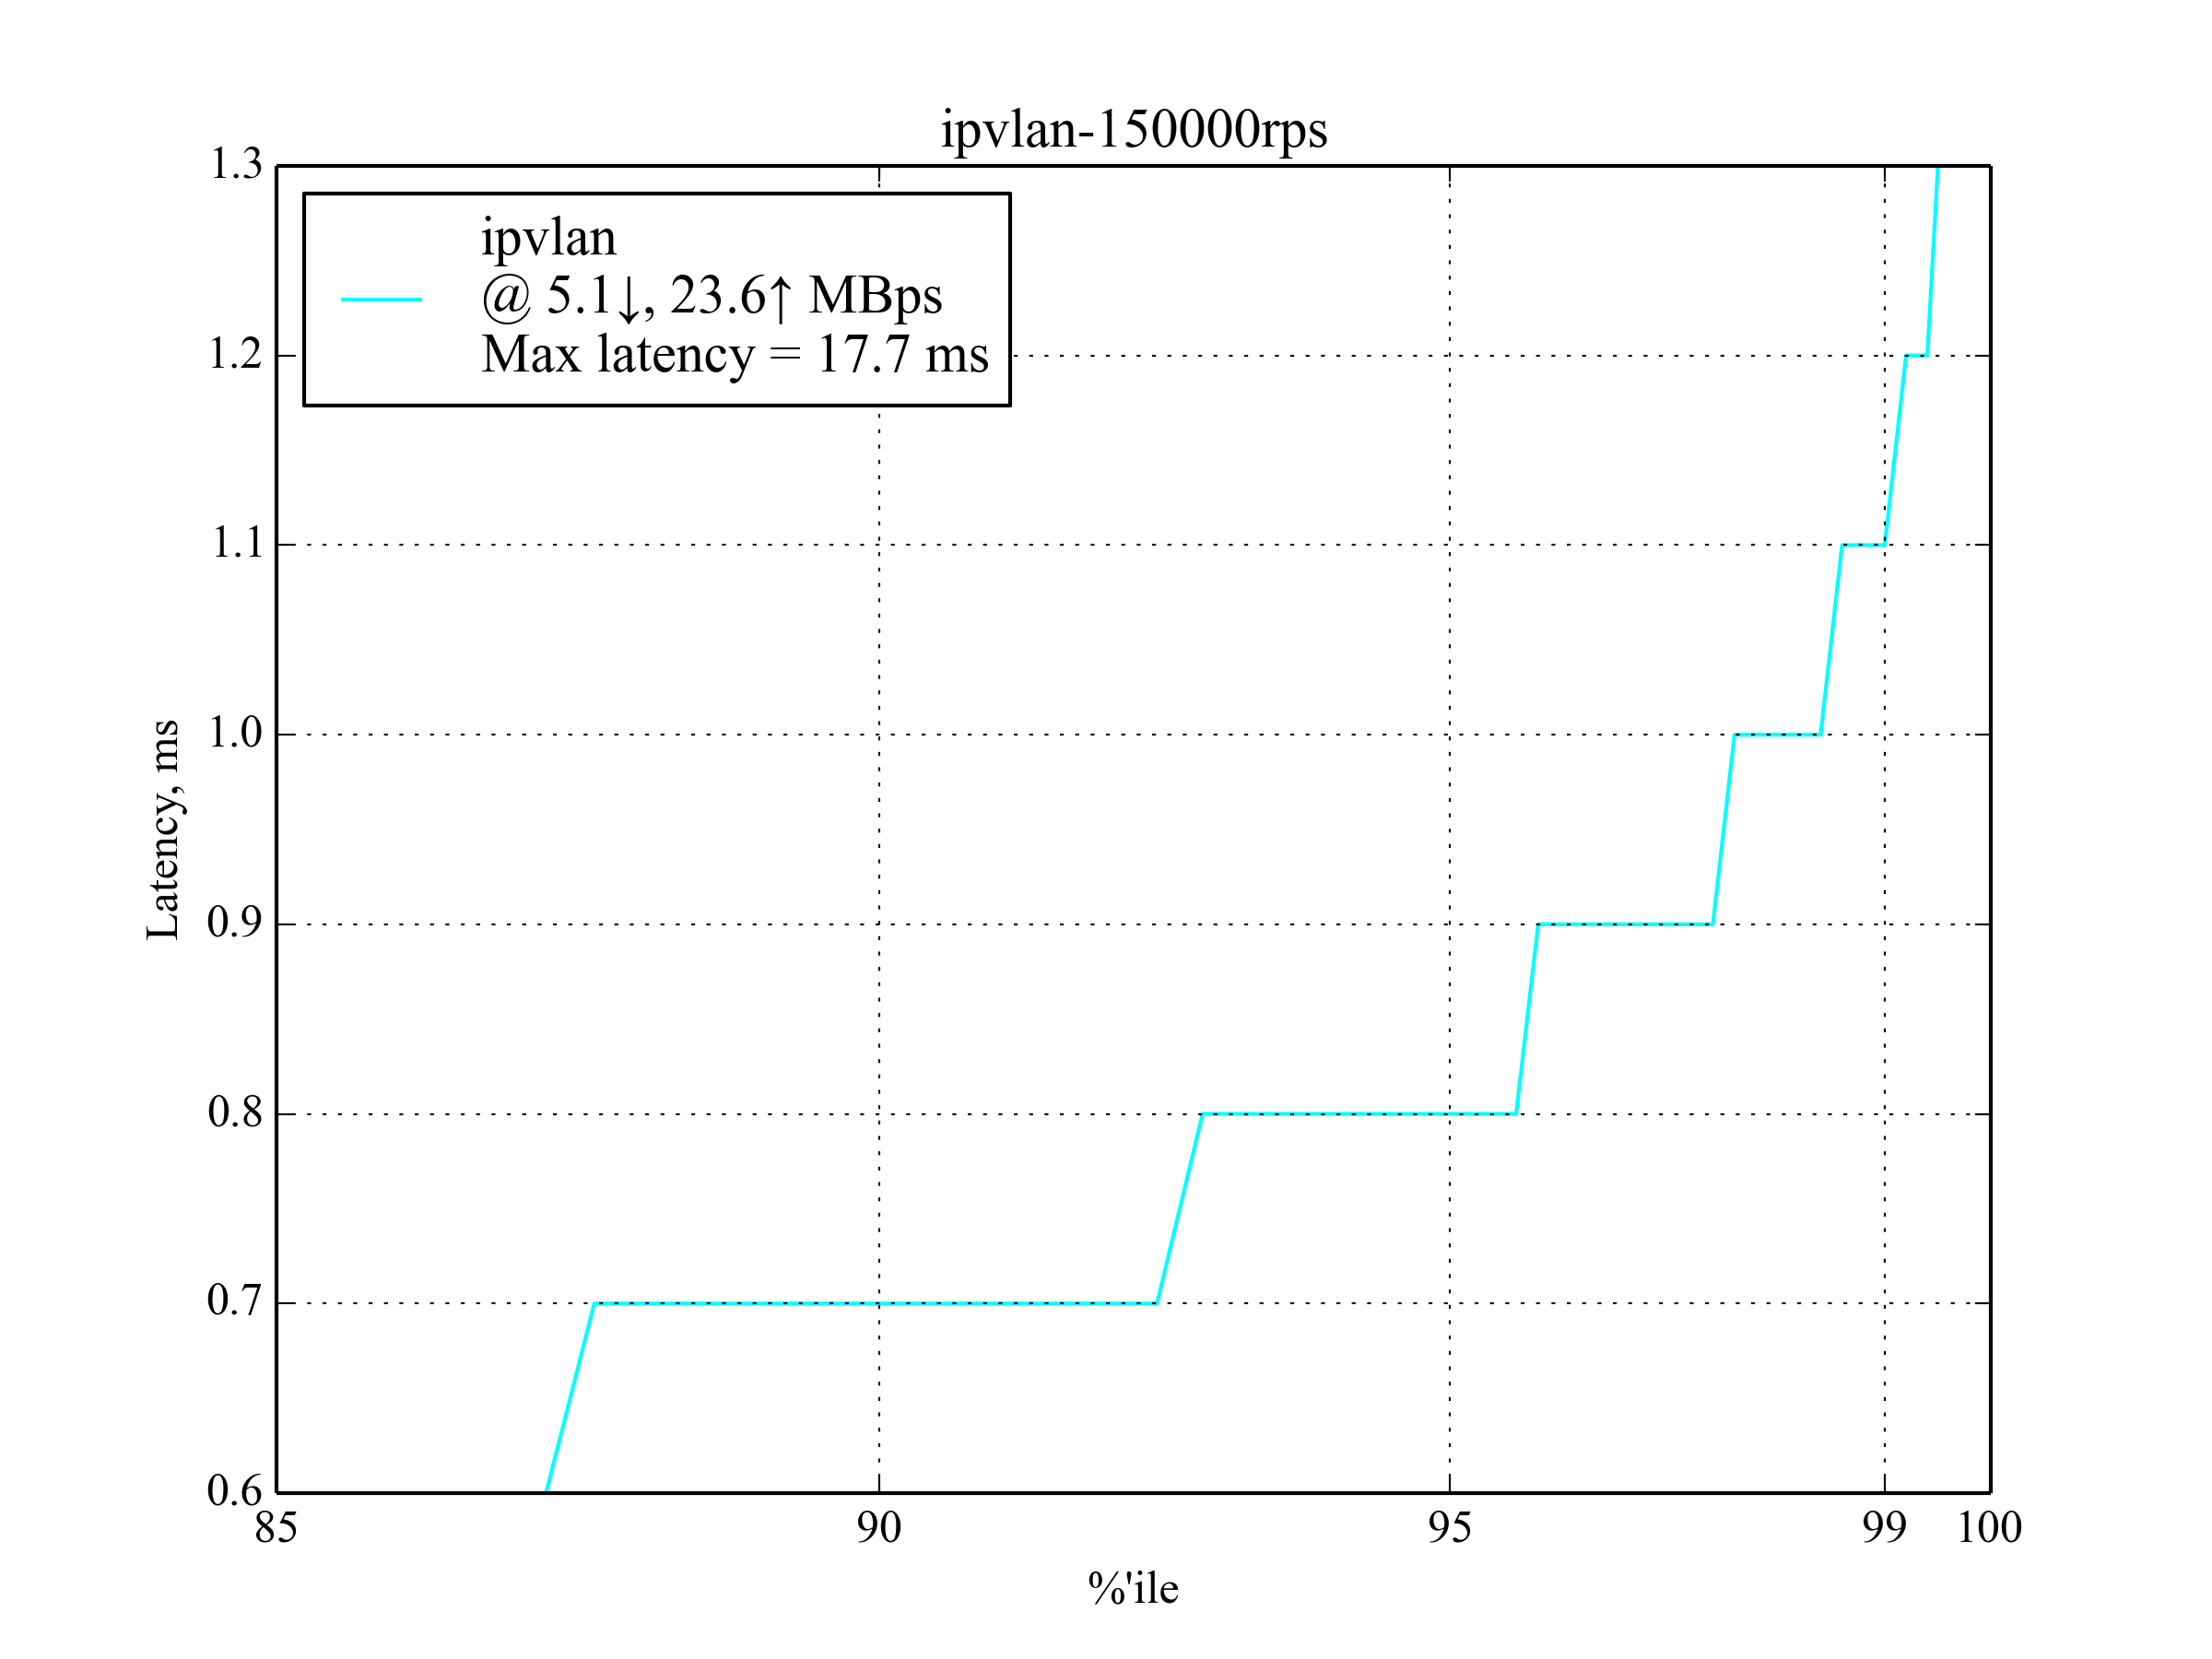 ipvlan-150000rps
ipvlan
@ 5.1↓, 23.6↑ MBps
Max latency = 17.7 ms
1.3
1.2
1.1
1.0
0.9
0.8
0.7
0.6
Latency, ms
85 90 95 99 100
%'ile